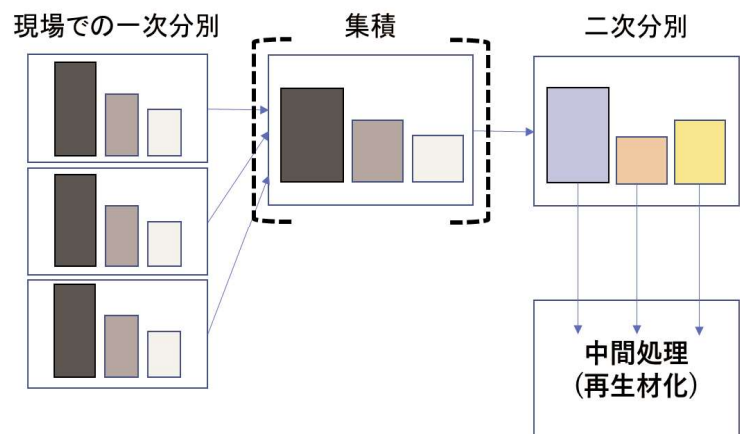 現場での一次分別
集積
二次分別
中間処理
(再生材化)